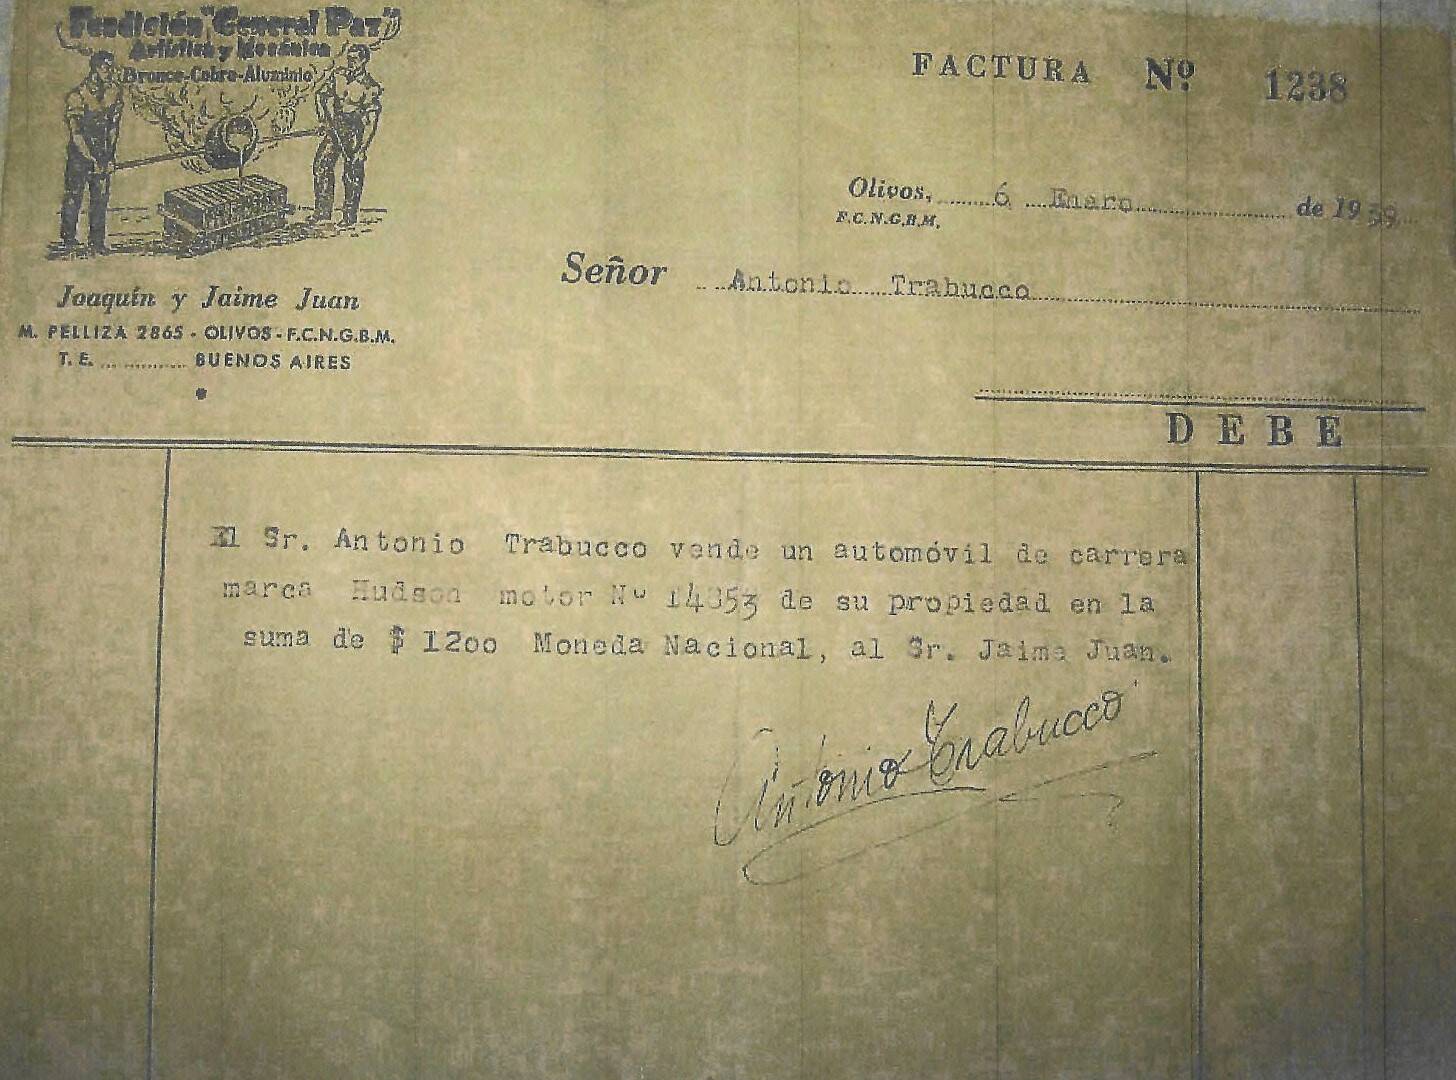 Fundición "General Paz"
Artística y Mecánica
Bronce-Cobre-Aluminio
FACTURA Nº 1238
Olivos, 6 Enero de 19
F.C.N.G.B.M.
Señor Antonio Trabucco
Joaquín y Jaime Juan
M. PELLIZA 2865 - OLIVOS - F.C.N.G.B.M.
T. E. .............. BUENOS AIRES
DEBE
El Sr. Antonio Trabucco vende un automóvil de carrera
marca Hudson motor Nº de su propiedad en la
suma de $ 1200 Moneda Nacional, al Sr. Jaime Juan.
Antonio Trabucco